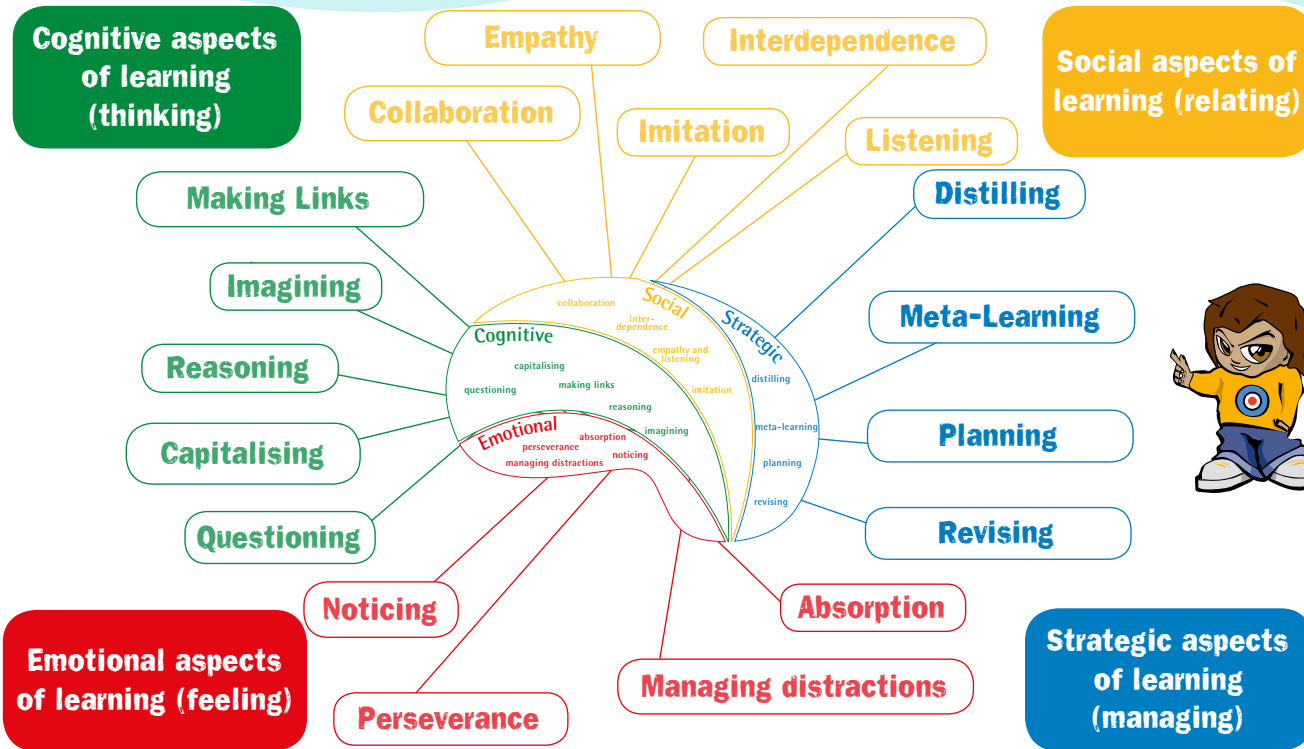 Cognitive aspects
of learning
(thinking)
Empathy
Interdependence
Social aspects of
learning (relating)
Collaboration
Imitation
Listening
Making Links
Distilling
Imagining
Meta-Learning
Reasoning
Planning
Capitalising
Revising
Questioning
Social
collaboration
inter-
dependence
empathy and
listening
imitation
Strategic
distilling
meta-learning
planning
revising
Cognitive
capitalising
questioning
making links
reasoning
imagining
Emotional
absorption
perseverance
noticing
managing distractions
Noticing
Absorption
Managing distractions
Perseverance
Emotional aspects
of learning (feeling)
Strategic aspects
of learning
(managing)